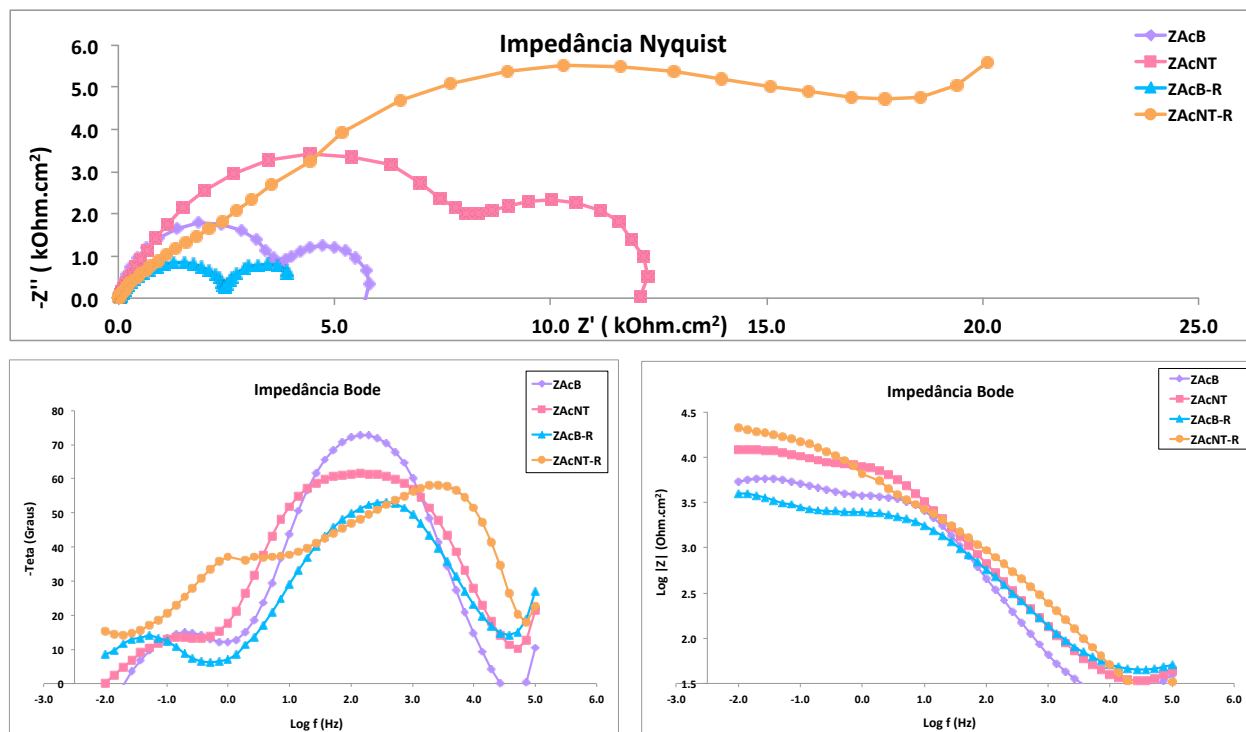 Impedância Nyquist
ZAcB
ZAcNT
ZAcB-R
ZAcNT-R
-Z'' ( kOhm.cm²)
6.0
5.0
4.0
3.0
2.0
1.0
0.0
0.0 5.0 10.0 15.0 20.0 25.0
Z' ( kOhm.cm²)
Impedância Bode
ZAcB
ZAcNT
ZAcB-R
ZAcNT-R
-Teta (Graus)
80
70
60
50
40
30
20
10
0
-3.0 -2.0 -1.0 0.0 1.0 2.0 3.0 4.0 5.0 6.0
Log f (Hz)
Impedância Bode
ZAcB
ZAcNT
ZAcB-R
ZAcNT-R
Log |Z| (Ohm.cm²)
4.5
4.0
3.5
3.0
2.5
2.0
1.5
-3.0 -2.0 -1.0 0.0 1.0 2.0 3.0 4.0 5.0 6.0
Log f (Hz)